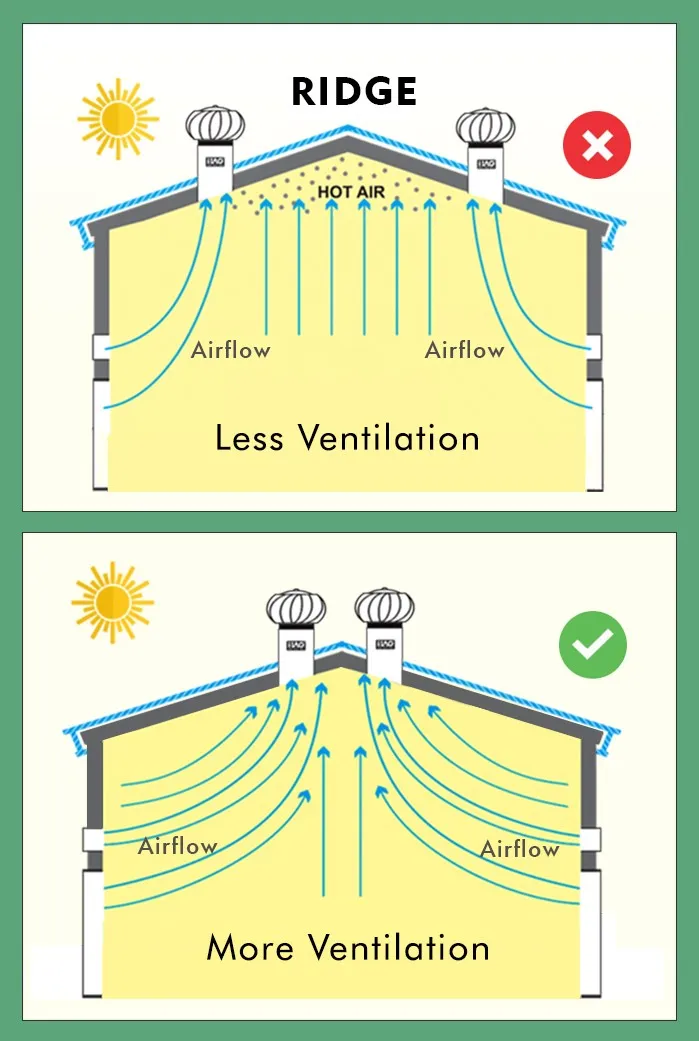 RIDGE
HOT AIR
Airflow
Airflow
Less Ventilation
Airflow
Airflow
More Ventilation